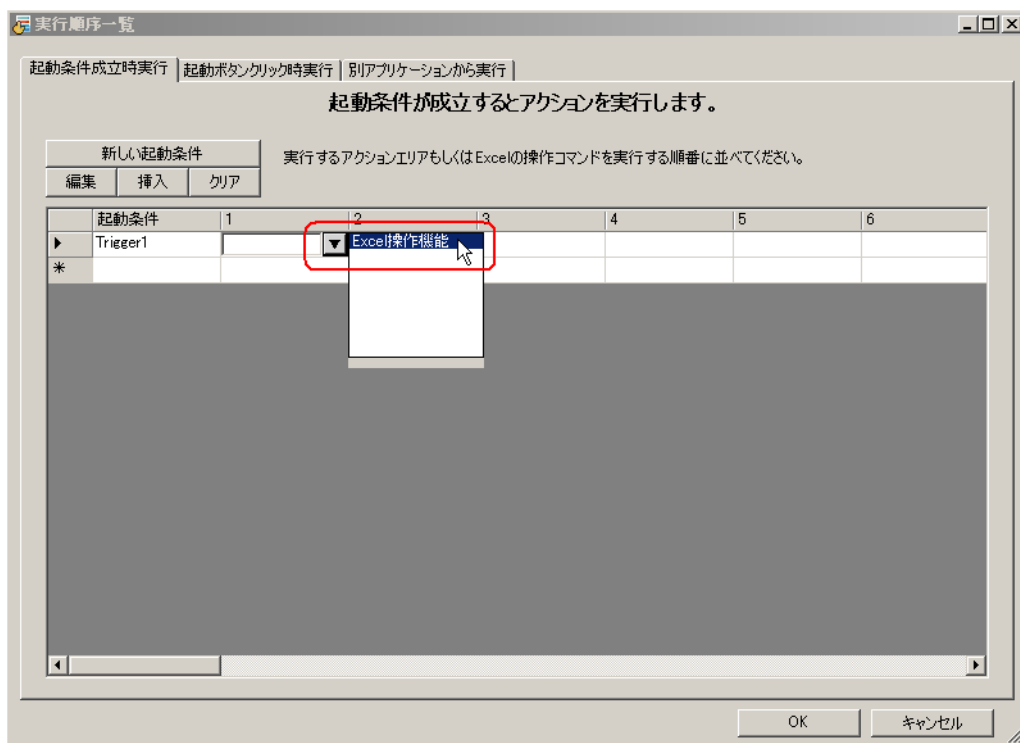 実行順序一覧
起動条件成立時実行 起動ボタンクリック時実行 別アプリケーションから実行
起動条件が成立するとアクションを実行します。
新しい起動条件
実行するアクションエリアもしくはExcelの操作コマンドを実行する順番に並べてください。
編集 挿入 クリア
起動条件 1 2 3 4 5 6
Trigger1 Excel操作機能
OK キャンセル